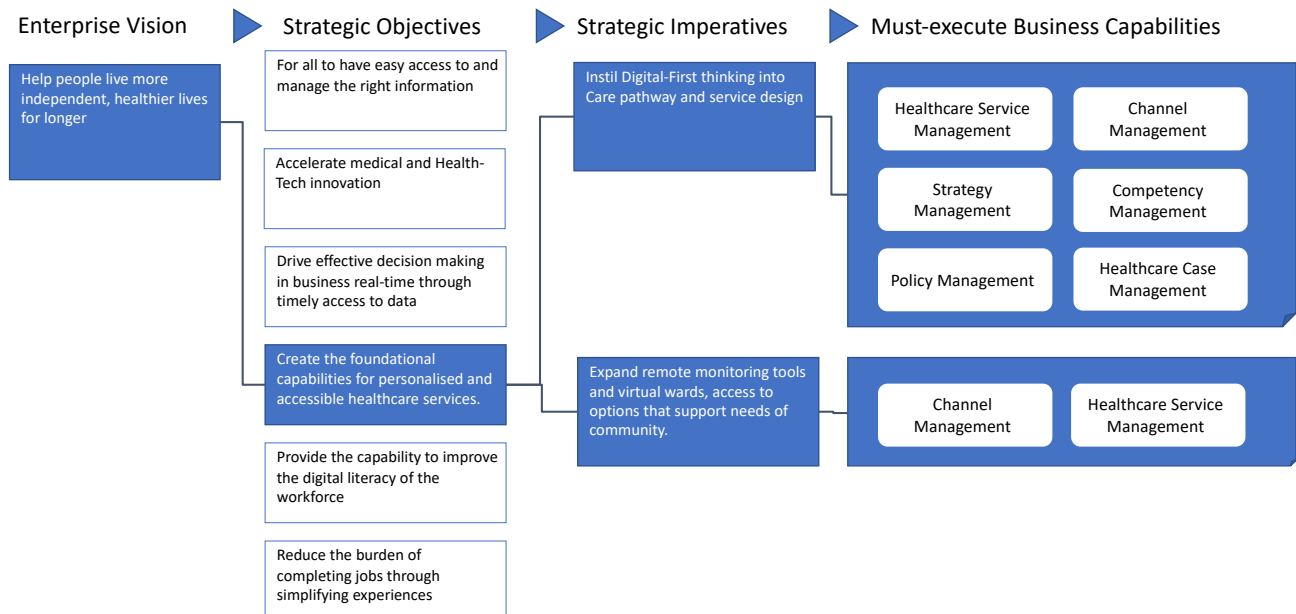 Enterprise Vision
Strategic Objectives
Strategic Imperatives
Must-execute Business Capabilities
Help people live more
independent, healthier lives
for longer
For all to have easy access to and
manage the right information
Accelerate medical and Health-
Tech innovation
Drive effective decision making
in business real-time through
timely access to data
Create the foundational
capabilities for personalised and
accessible healthcare services.
Provide the capability to improve
the digital literacy of the
workforce
Reduce the burden of
completing jobs through
simplifying experiences
Instil Digital-First thinking into
Care pathway and service design
Expand remote monitoring tools
and virtual wards, access to
options that support needs of
community.
Healthcare Service
Management
Channel
Management
Strategy
Management
Competency
Management
Policy Management
Healthcare Case
Management
Channel
Management
Healthcare Service
Management